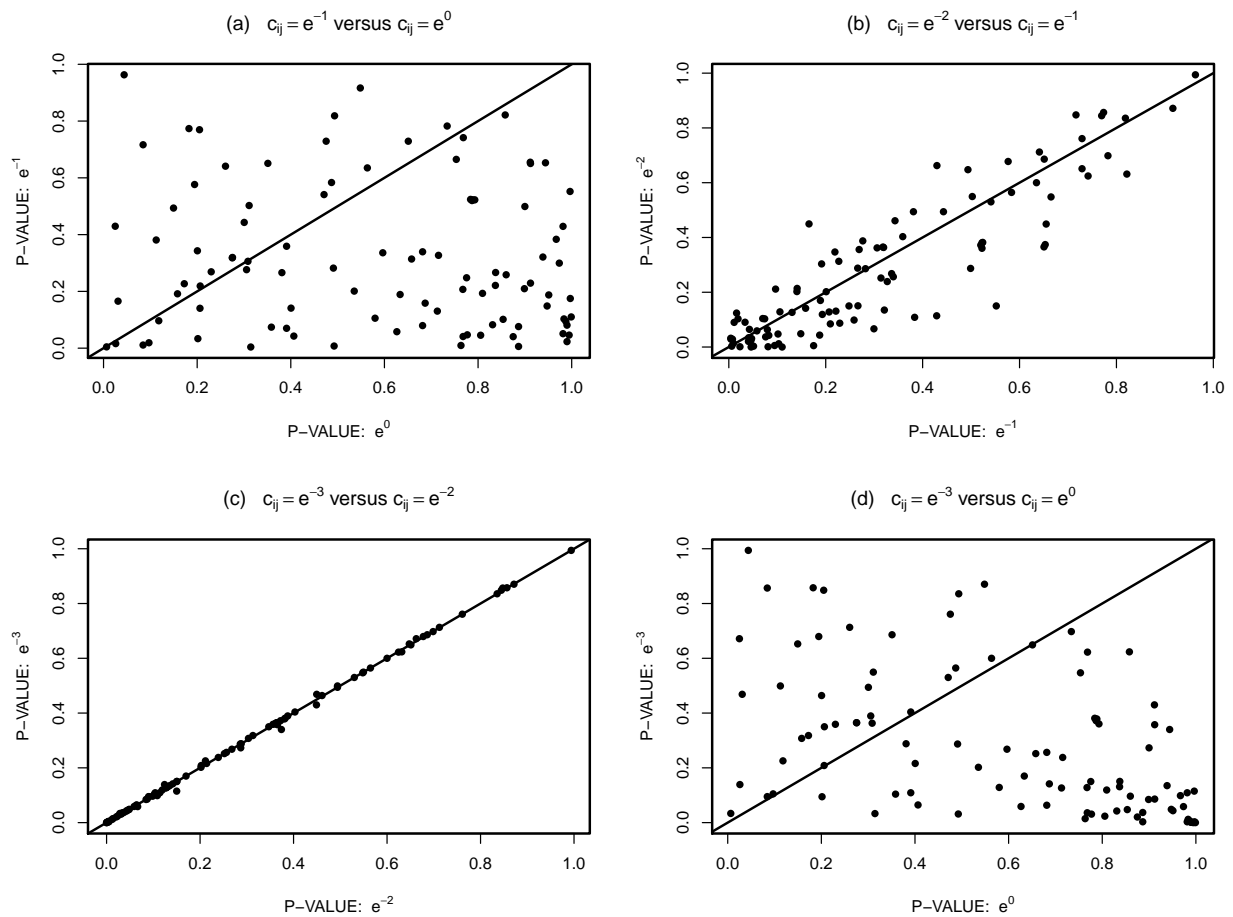 (a) c_ij = e^−1 versus c_ij = e^0
P−VALUE: e^−1
1.0
0.8
0.6
0.4
0.2
0.0
0.0 0.2 0.4 0.6 0.8 1.0
P−VALUE: e^0
(b) c_ij = e^−2 versus c_ij = e^−1
P−VALUE: e^−2
1.0
0.8
0.6
0.4
0.2
0.0
0.0 0.2 0.4 0.6 0.8 1.0
P−VALUE: e^−1
(c) c_ij = e^−3 versus c_ij = e^−2
P−VALUE: e^−3
1.0
0.8
0.6
0.4
0.2
0.0
0.0 0.2 0.4 0.6 0.8 1.0
P−VALUE: e^−2
(d) c_ij = e^−3 versus c_ij = e^0
P−VALUE: e^−3
1.0
0.8
0.6
0.4
0.2
0.0
0.0 0.2 0.4 0.6 0.8 1.0
P−VALUE: e^0